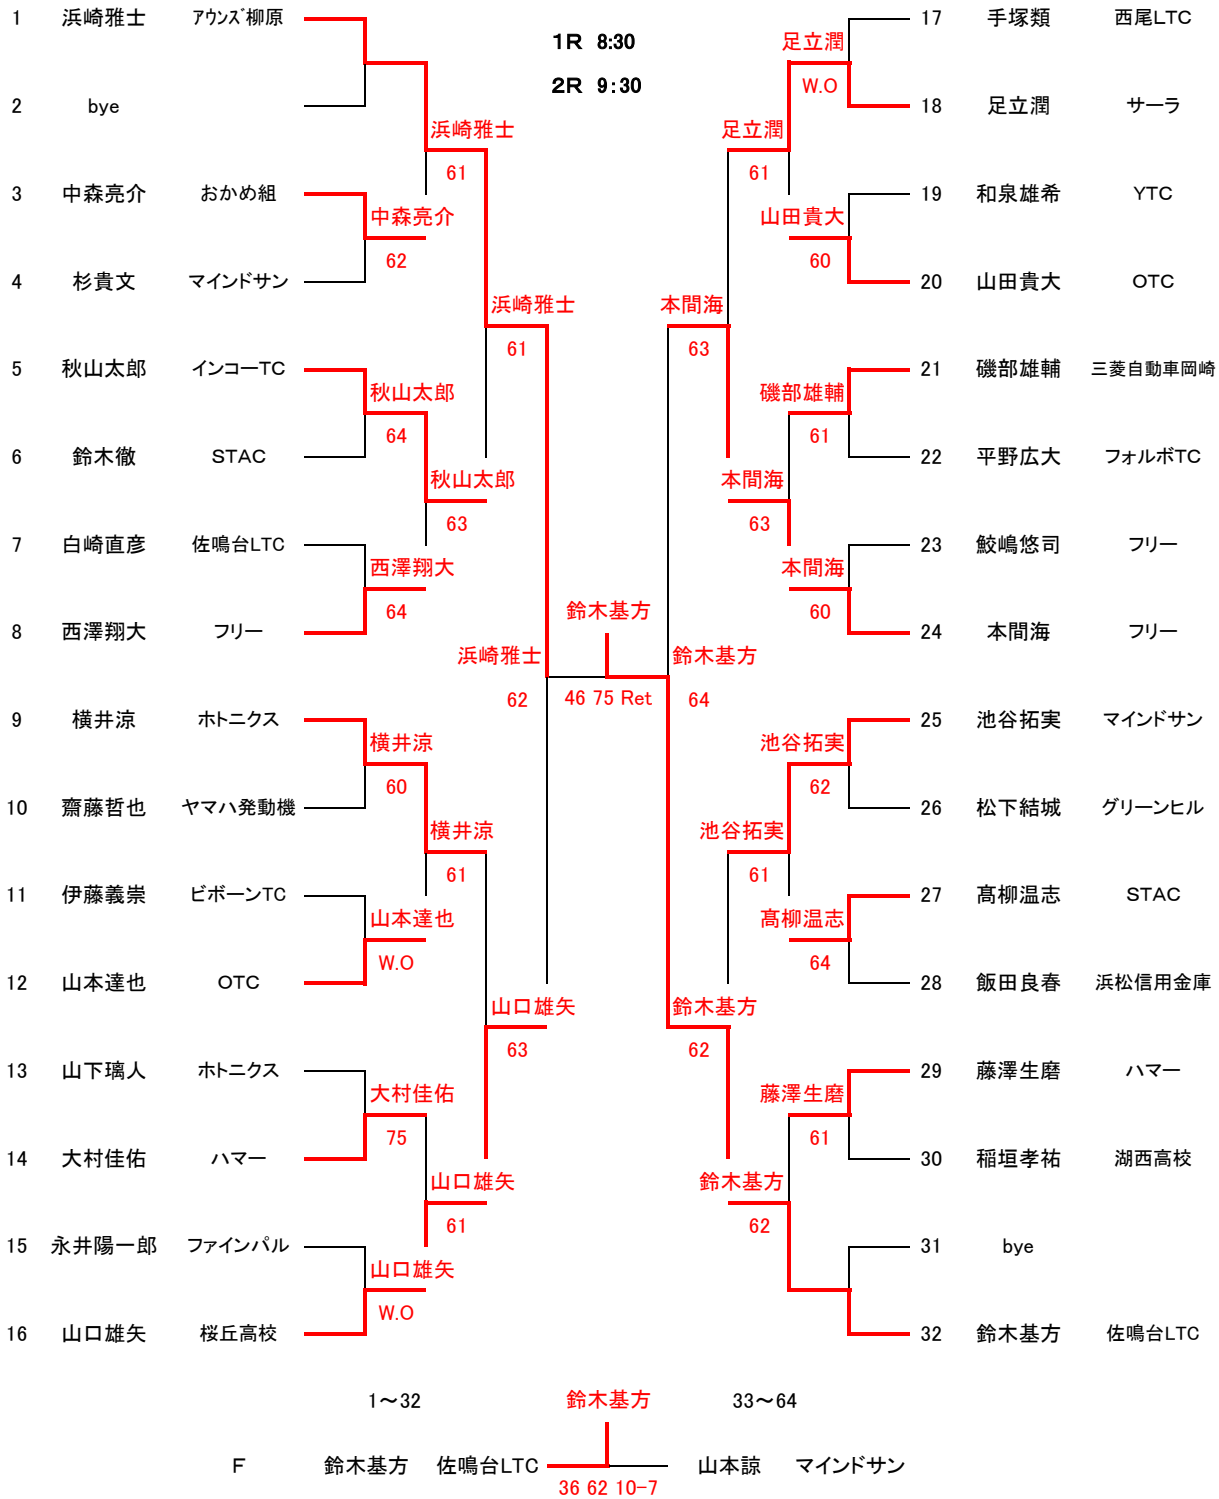 1 浜崎雅士 アウンズ柳原
2 bye
3 中森亮介 おかめ組
4 杉貴文 マインドサン
5 秋山太郎 インコーTC
6 鈴木徹 STAC
7 白崎直彦 佐鳴台LTC
8 西澤翔大 フリー
9 横井涼 ホトニクス
10 齋藤哲也 ヤマハ発動機
11 伊藤義崇 ビボーンTC
12 山本達也 OTC
13 山下璃人 ホトニクス
14 大村佳佑 ハマー
15 永井陽一郎 ファインパル
16 山口雄矢 桜丘高校
中森亮介
62
秋山太郎
64
西澤翔大
64
横井涼
60
山本達也
W.O
大村佳佑
75
山口雄矢
W.O
浜崎雅士
61
秋山太郎
63
横井涼
61
山口雄矢
61
浜崎雅士
61
山口雄矢
63
浜崎雅士
62
1R 8:30
2R 9:30
鈴木基方
46 75 Ret
鈴木基方
64
本間海
63
鈴木基方
62
足立潤
61
本間海
63
池谷拓実
61
鈴木基方
62
足立潤
W.O
山田貴大
60
磯部雄輔
61
本間海
60
池谷拓実
62
髙柳温志
64
藤澤生磨
61
17 手塚類 西尾LTC
18 足立潤 サーラ
19 和泉雄希 YTC
20 山田貴大 OTC
21 磯部雄輔 三菱自動車岡崎
22 平野広大 フォルボTC
23 鮫嶋悠司 フリー
24 本間海 フリー
25 池谷拓実 マインドサン
26 松下結城 グリーンヒル
27 髙柳温志 STAC
28 飯田良春 浜松信用金庫
29 藤澤生磨 ハマー
30 稲垣孝祐 湖西高校
31 bye
32 鈴木基方 佐鳴台LTC
1～32 鈴木基方 33～64
F 鈴木基方 佐鳴台LTC 山本諒 マインドサン
36 62 10-7